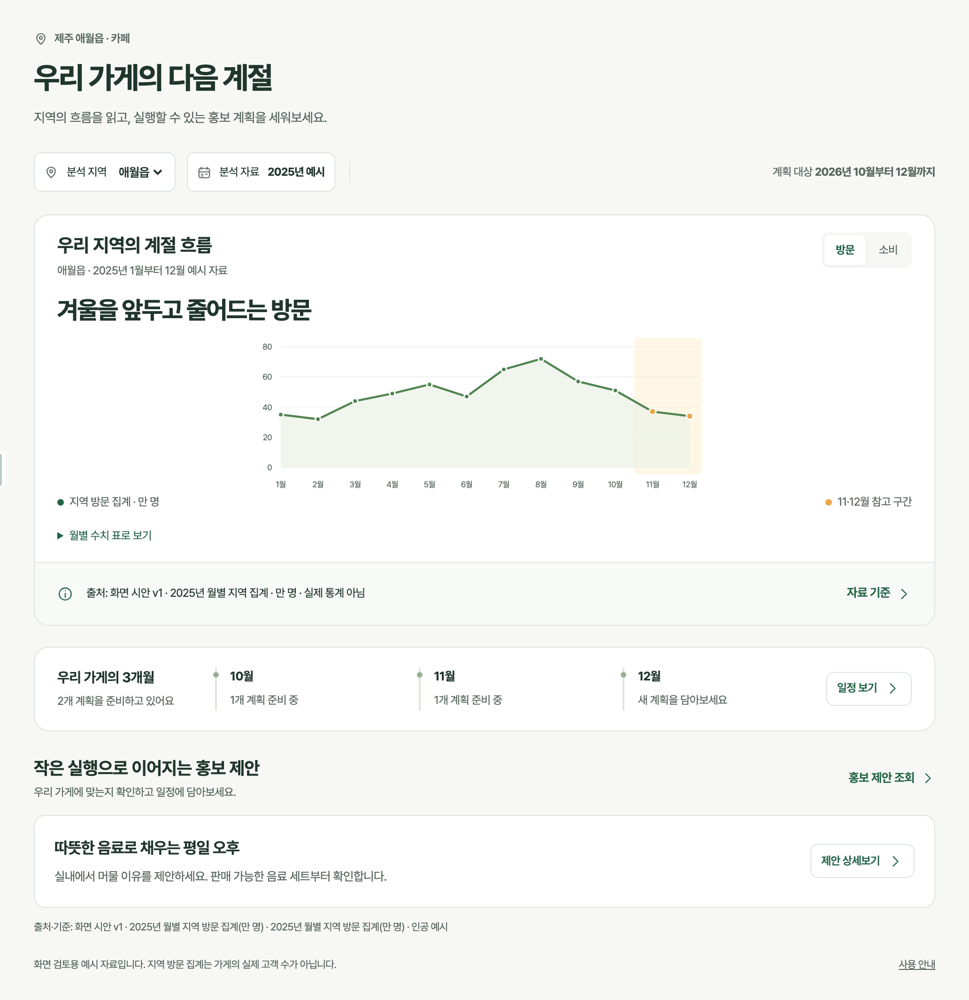 제주 애월읍 · 카페
우리 가게의 다음 계절
지역의 흐름을 읽고, 실행할 수 있는 홍보 계획을 세워보세요.
분석 지역 애월읍
분석 자료 2025년 예시
계획 대상 2026년 10월부터 12월까지
우리 지역의 계절 흐름
방문 소비
애월읍 · 2025년 1월부터 12월 예시 자료
겨울을 앞두고 줄어드는 방문
80
60
40
20
0
1월 2월 3월 4월 5월 6월 7월 8월 9월 10월 11월 12월
지역 방문 집계 · 만 명
11·12월 참고 구간
월별 수치 표로 보기
출처: 화면 시안 v1 · 2025년 월별 지역 집계 · 만 명 · 실제 통계 아님
자료 기준
우리 가게의 3개월
2개 계획을 준비하고 있어요
10월
1개 계획 준비 중
11월
1개 계획 준비 중
12월
새 계획을 담아보세요
일정 보기
작은 실행으로 이어지는 홍보 제안
우리 가게에 맞는지 확인하고 일정에 담아보세요.
홍보 제안 조회
따뜻한 음료로 채우는 평일 오후
실내에서 머물 이유를 제안하세요. 판매 가능한 음료 세트부터 확인합니다.
제안 상세보기
출처·기준: 화면 시안 v1 · 2025년 월별 지역 방문 집계(만 명) · 2025년 월별 지역 방문 집계(만 명) · 인공 예시
화면 검토용 예시 자료입니다. 지역 방문 집계는 가게의 실제 고객 수가 아닙니다.
사용 안내